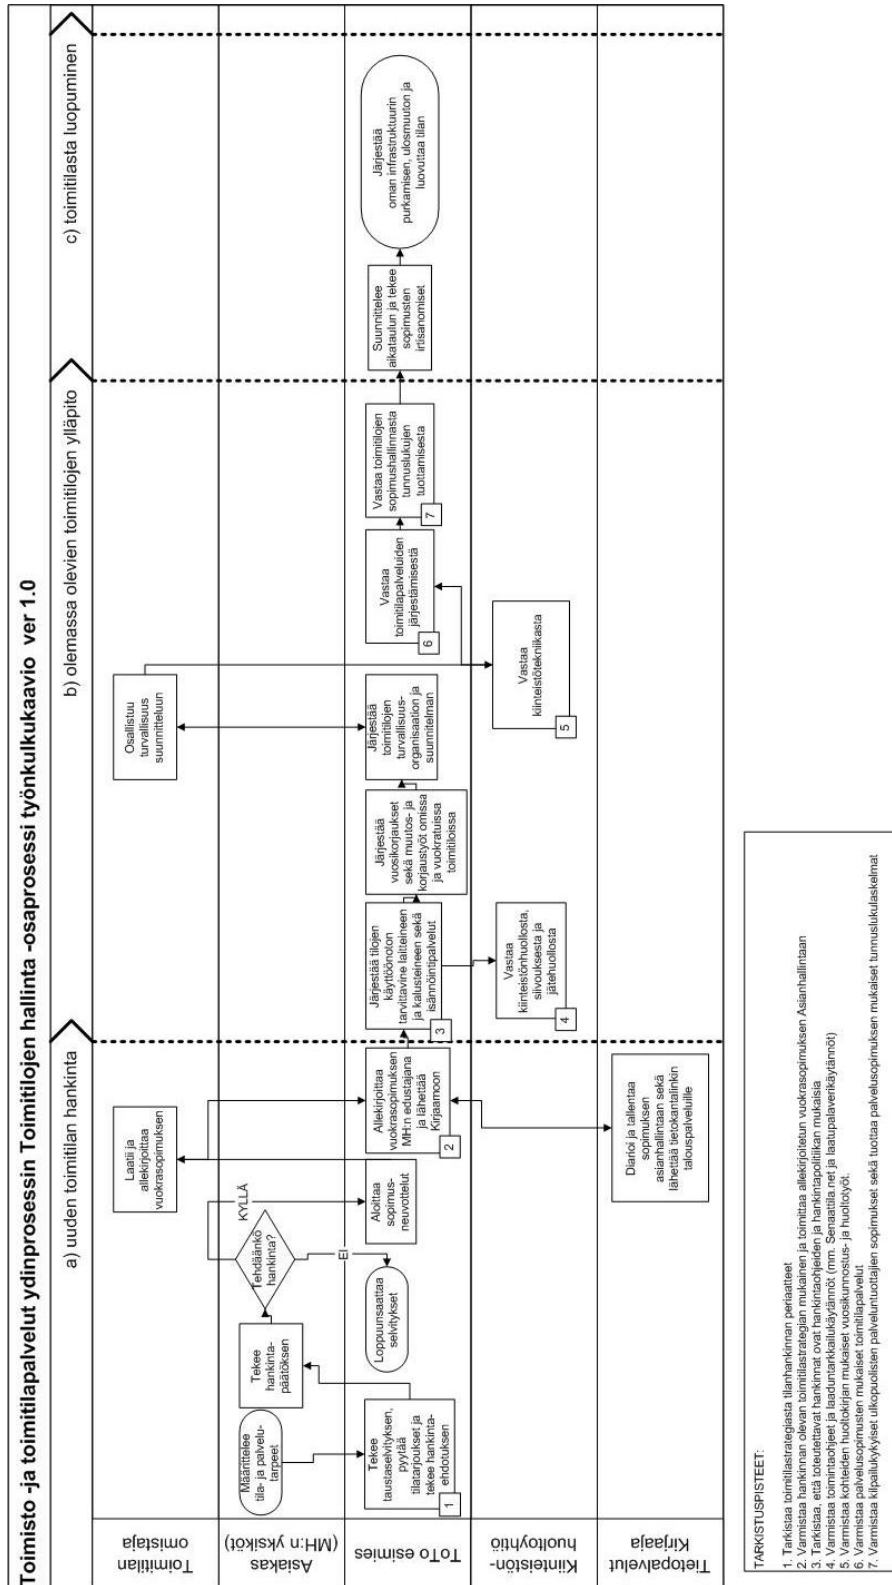 Toimisto -ja toimitilapalvelut ydinprosessin Toimitilojen hallinta -osaprosessi työnkulkukaavio  ver 1.0
a) uuden toimitilan hankinta
b) olemassa olevien toimitilojen ylläpito
c) toimitilasta luopuminen
Toimitilan
omistaja
Laatii ja
allekirjoittaa
vuokrasopimuksen
Osallistuu
turvallisuus
suunnitteluun
Asiakas
(MH:n yksiköt)
Määrittelee
tila- ja palvelu-
tarpeet
Tekee
hankinta-
päätöksen
Tehdäänkö
hankinta?
KYLLÄ
EI
ToTo esimies
Tekee
taustaselvityksen,
pyytää
tilatarjoukset ja
tekee hankinta-
ehdotuksen
1
Loppuunsaattaa
selvitykset
Aloittaa
sopimus-
neuvottelut
Allekirjoittaa
vuokrasopimuksen
MH:n edustajana
ja lähettää
Kirjaamoon
2
Järjestää tilojen
käyttöönoton
tarvittavine laitteineen
ja kalusteineen sekä
isännöintipalvelut
3
Järjestää
vuosikorjaukset
sekä muutos- ja
korjaustyöt omissa
ja vuokratuissa
toimitiloissa
Järjestää
toimitilojen
turvallisuus-
organisaation ja
suunnitelman
Vastaa
toimitilapalveluiden
järjestämisestä
6
Vastaa toimitilojen
sopimushallinnasta
tunnuslukujen
tuottamisesta
7
Suunnittelee
aikataulun ja tekee
sopimusten
irtisanomiset
Järjestää
oman infrastruktuurin
purkamisen, ulosmuuton ja
luovuttaa tilan
Kiinteistön-
huoltoyhtiö
Vastaa
kiinteistönhuollosta,
siivouksesta ja
jätehuollosta
4
Vastaa
kiinteistötekniikasta
5
Tietopalvelut
Kirjaaja
Diarioi ja tallentaa
sopimuksen
asianhallintaan sekä
lähettää tietokantalinkin
talouspalveluille
TARKISTUSPISTEET:
1. Tarkistaa toimitilastrategiasta tilanhankinnan periaatteet
2. Varmistaa hankinnan olevan toimitilastrategian mukainen ja toimittaa allekirjoitetun vuokrasopimuksen Asianhallintaan
3. Tarkistaa, että toteutettavat hankinnat ovat hankintaohjeiden ja hankintapolitiikan mukaisia
4. Varmistaa toimintaohjeet ja laaduntarkkailukäytännöt (mm. Senaattila.net ja laatupalaverikäytännöt)
5. Varmistaa kohteiden huoltokirjan mukaiset vuosikunnostus- ja huoltotyöt.
6. Varmistaa palvelusopimusten mukaiset toimitilapalvelut
7. Varmistaa kilpailukykyiset ulkopuolisten palveluntuottajien sopimukset sekä tuottaa palvelusopimuksen mukaiset tunnuslukulaskelmat